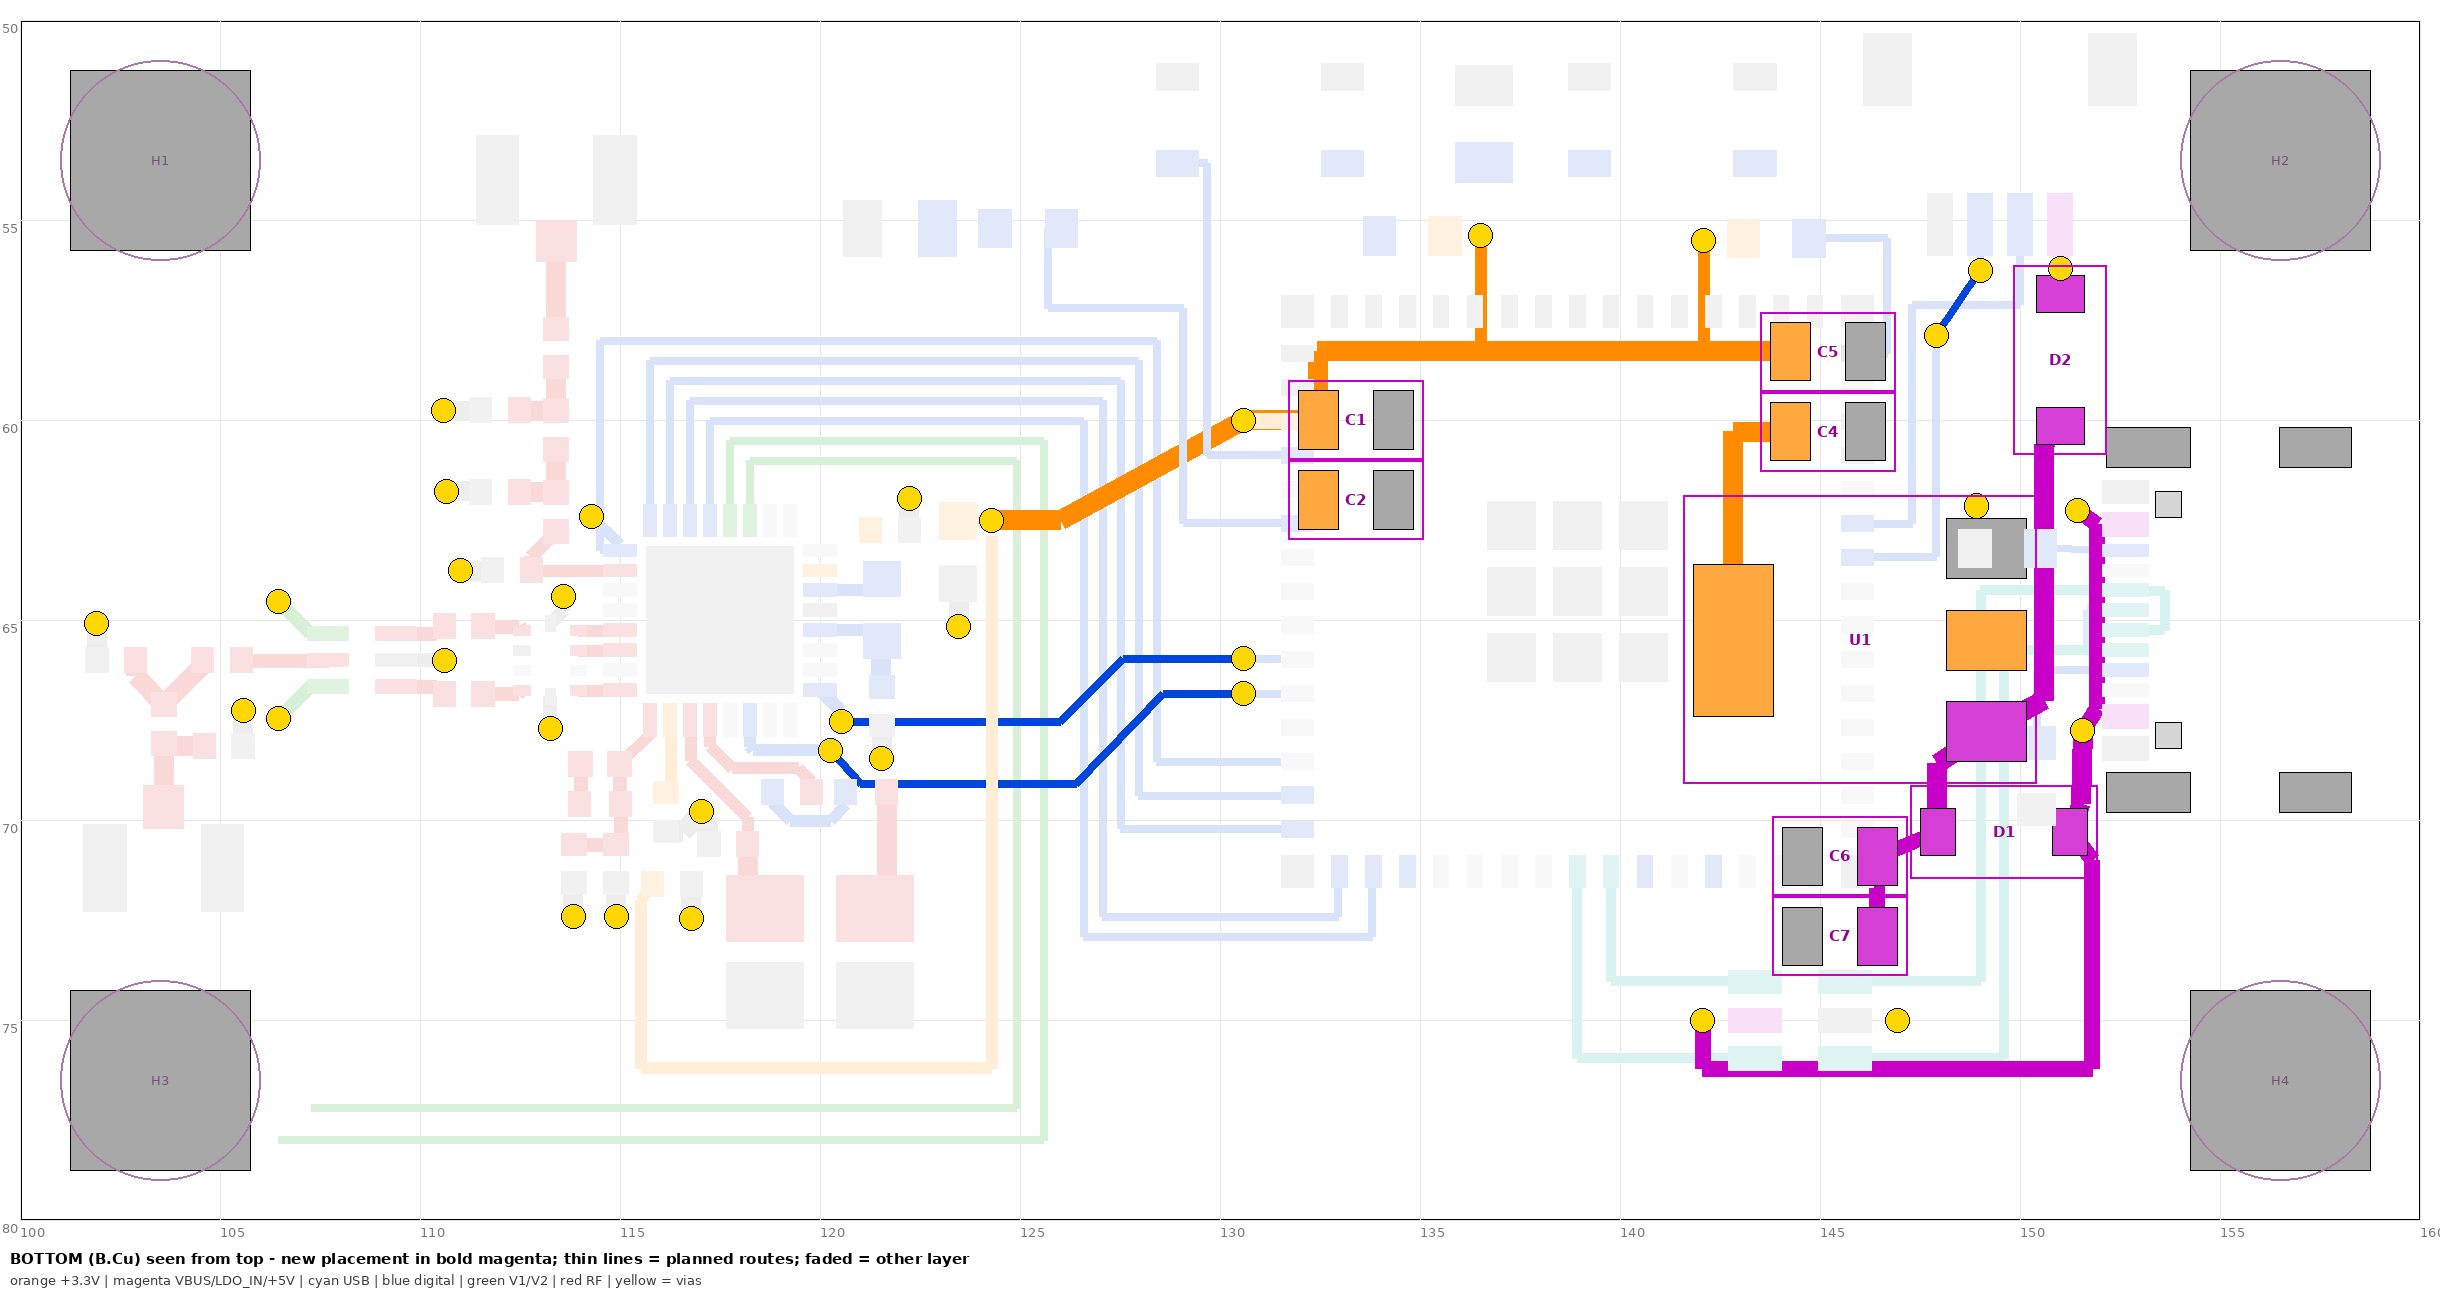 50
H1
H2
55
C5
D2
C1
60
C4
C2
65
U1
70
D1
C6
C7
75
H3
H4
80
100 105 110 115 120 125 130 135 140 145 150 155 160
BOTTOM (B.Cu) seen from top - new placement in bold magenta; thin lines = planned routes; faded = other layer
orange +3.3V | magenta VBUS/LDO_IN/+5V | cyan USB | blue digital | green V1/V2 | red RF | yellow = vias